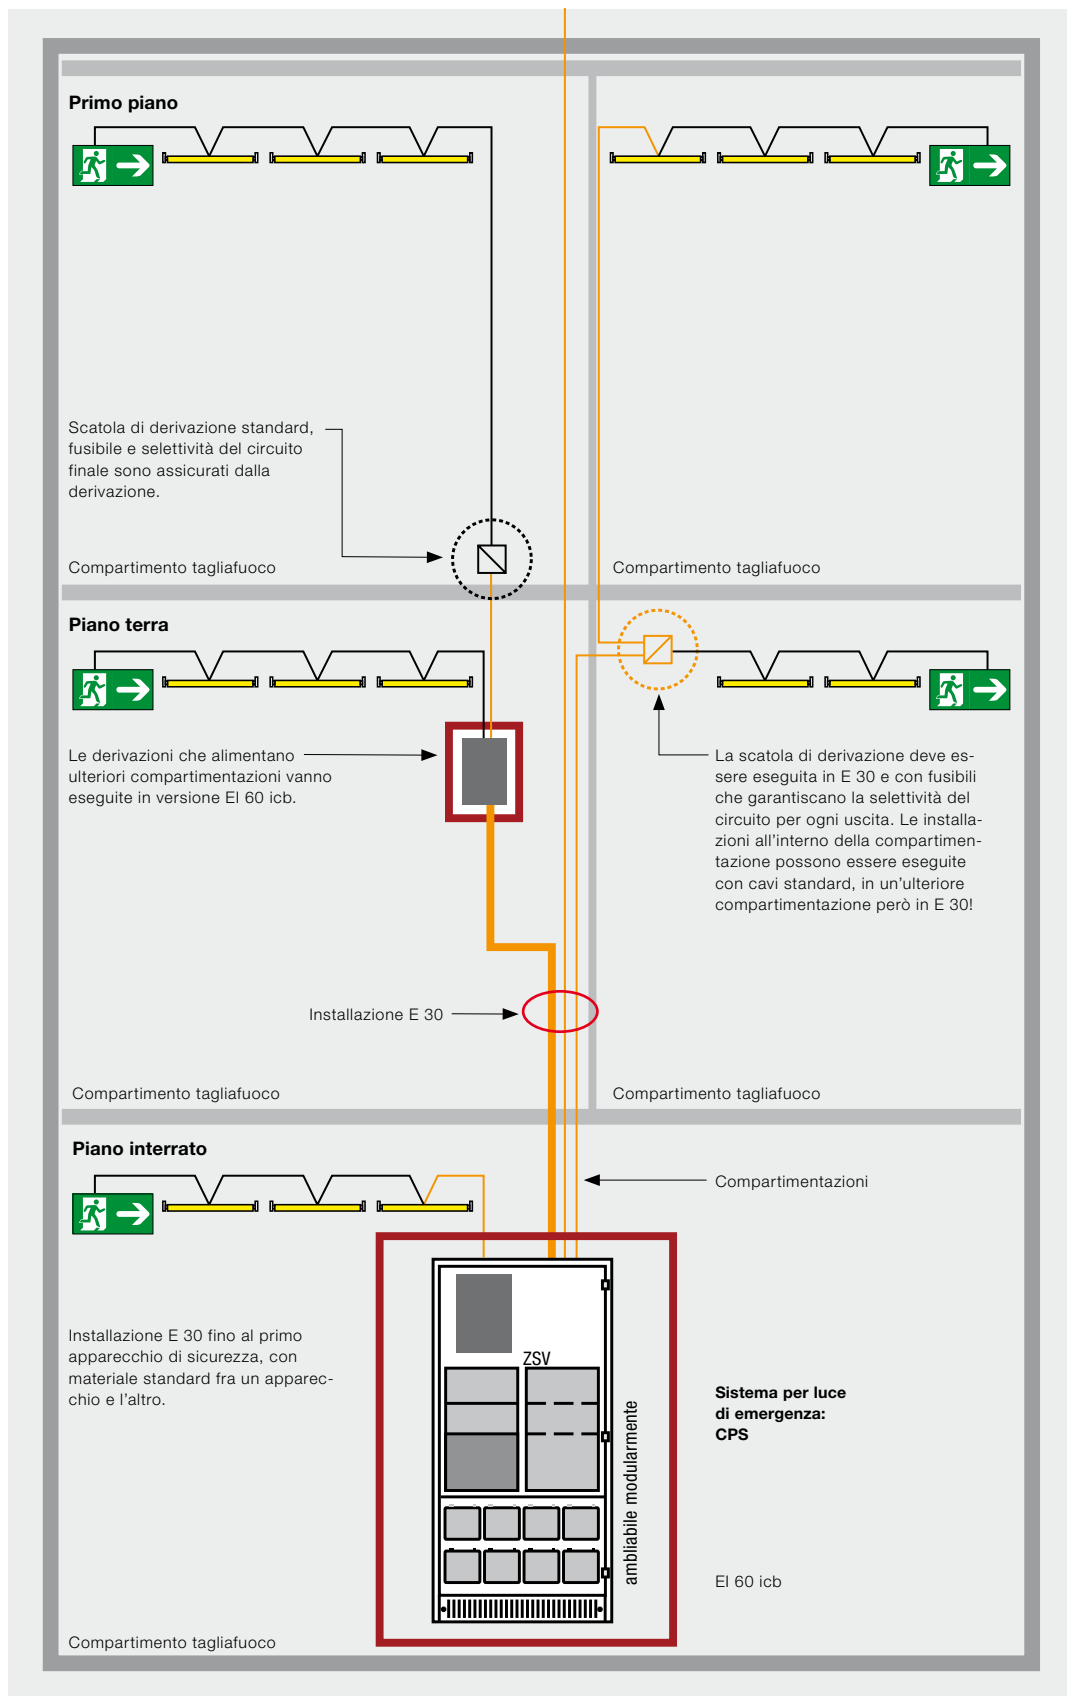 Primo piano
Scatola di derivazione standard,
fusibile e selettività del circuito
finale sono assicurati dalla
derivazione.
Compartimento tagliafuoco
Compartimento tagliafuoco
Piano terra
Le derivazioni che alimentano
ulteriori compartimentazioni vanno
eseguite in versione EI 60 icb.
La scatola di derivazione deve es-
sere eseguita in E 30 e con fusibili
che garantiscano la selettività del
circuito per ogni uscita. Le installa-
zioni all'interno della compartimen-
tazione possono essere eseguite
con cavi standard, in un'ulteriore
compartimentazione però in E 30!
Installazione E 30
Compartimento tagliafuoco
Compartimento tagliafuoco
Piano interrato
Compartimentazioni
Installazione E 30 fino al primo
apparecchio di sicurezza, con
materiale standard fra un apparec-
chio e l'altro.
ZSV
ambliabile modularmente
Sistema per luce
di emergenza:
CPS
EI 60 icb
Compartimento tagliafuoco